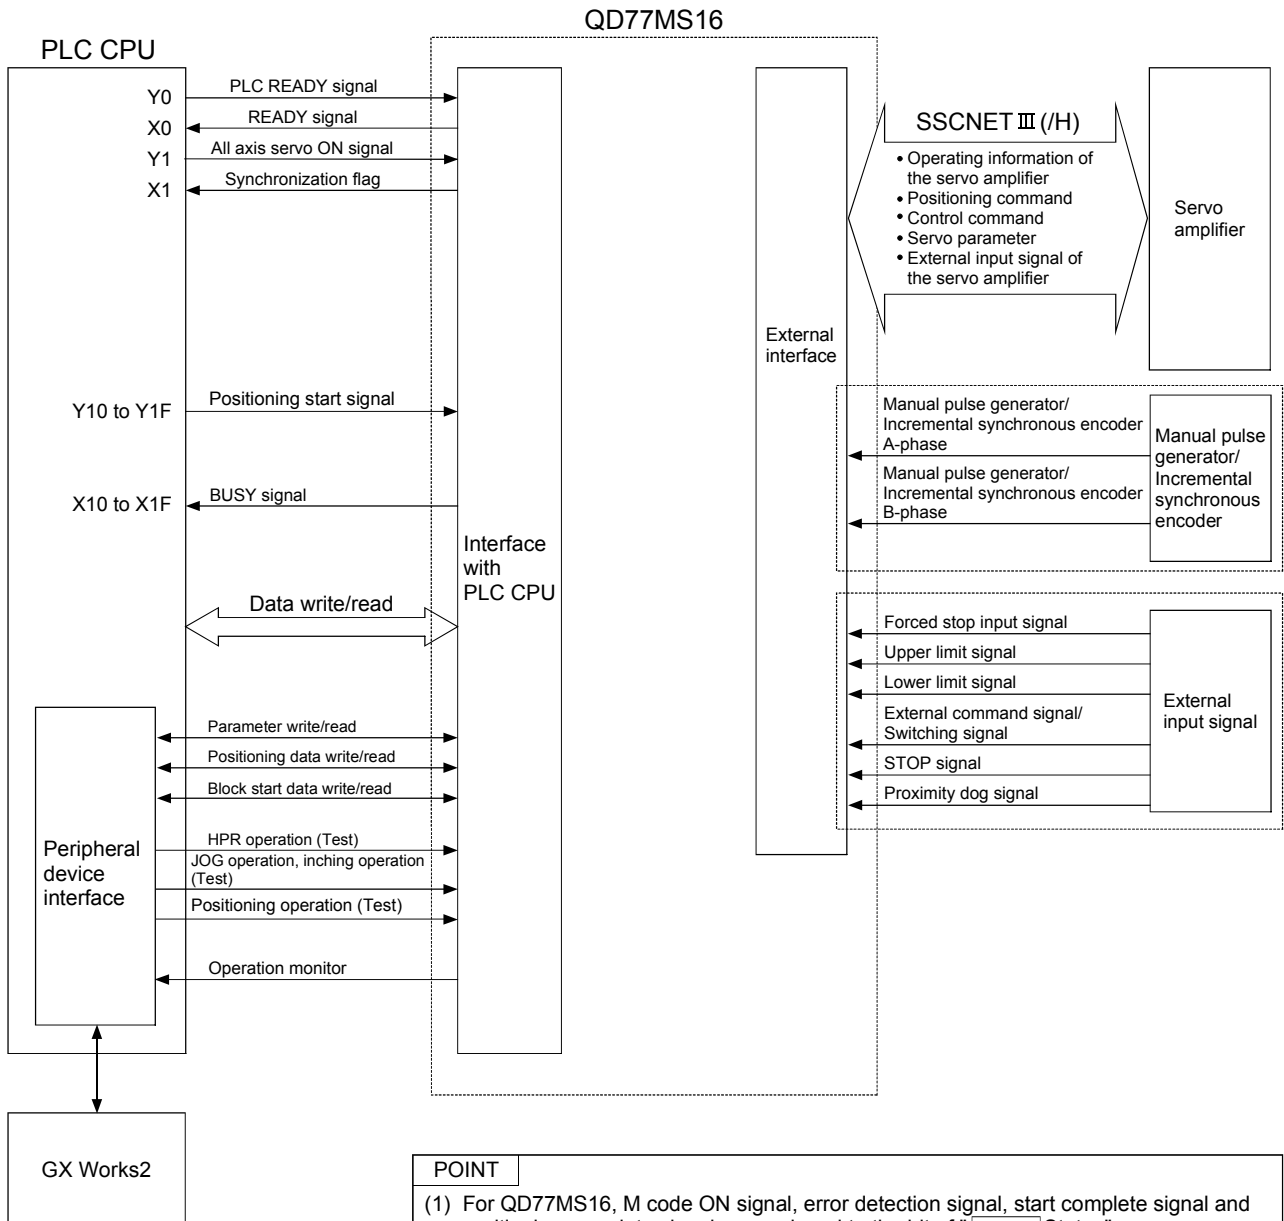 QD77MS16
PLC CPU
Y0
PLC READY signal
X0
READY signal
Y1
All axis servo ON signal
X1
Synchronization flag
Y10 to Y1F
Positioning start signal
X10 to X1F
BUSY signal
Interface
with
PLC CPU
Data write/read
Parameter write/read
Positioning data write/read
Block start data write/read
HPR operation (Test)
JOG operation, inching operation
(Test)
Positioning operation (Test)
Operation monitor
Peripheral
device
interface
GX Works2
External
interface
SSCNET III (/H)
• Operating information of
the servo amplifier
• Positioning command
• Control command
• Servo parameter
• External input signal of
the servo amplifier
Servo
amplifier
Manual pulse generator/
Incremental synchronous encoder
A-phase
Manual pulse generator/
Incremental synchronous encoder
B-phase
Manual pulse
generator/
Incremental
synchronous
encoder
Forced stop input signal
Upper limit signal
Lower limit signal
External command signal/
Switching signal
STOP signal
Proximity dog signal
External
input signal
POINT
(1) For QD77MS16, M code ON signal, error detection signal, start complete signal and